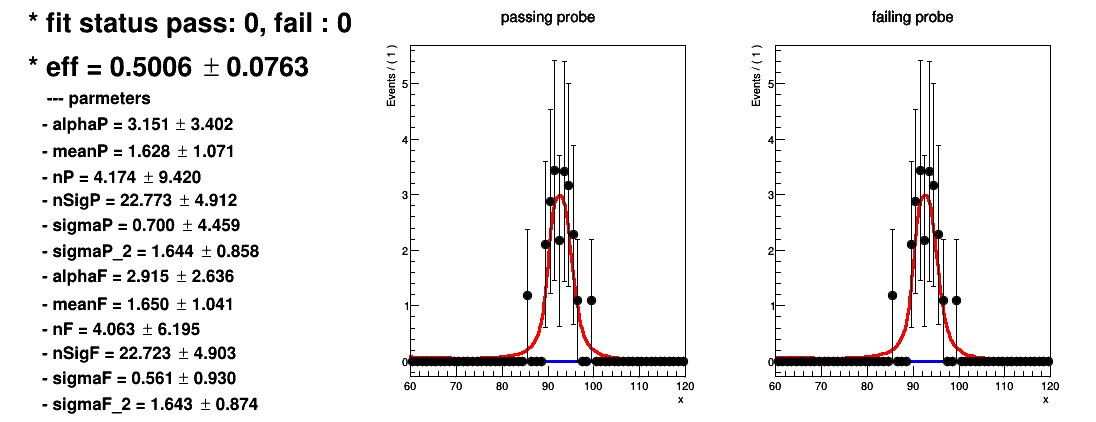 * fit status pass: 0, fail : 0
* eff = 0.5006 ± 0.0763
--- parmeters
- alphaP = 3.151 ± 3.402
- meanP = 1.628 ± 1.071
- nP = 4.174 ± 9.420
- nSigP = 22.773 ± 4.912
- sigmaP = 0.700 ± 4.459
- sigmaP_2 = 1.644 ± 0.858
- alphaF = 2.915 ± 2.636
- meanF = 1.650 ± 1.041
- nF = 4.063 ± 6.195
- nSigF = 22.723 ± 4.903
- sigmaF = 0.561 ± 0.930
- sigmaF_2 = 1.643 ± 0.874
passing probe
Events / ( 1 )
5
4
3
2
1
0
60 70 80 90 100 110 120
x
failing probe
Events / ( 1 )
5
4
3
2
1
0
60 70 80 90 100 110 120
x